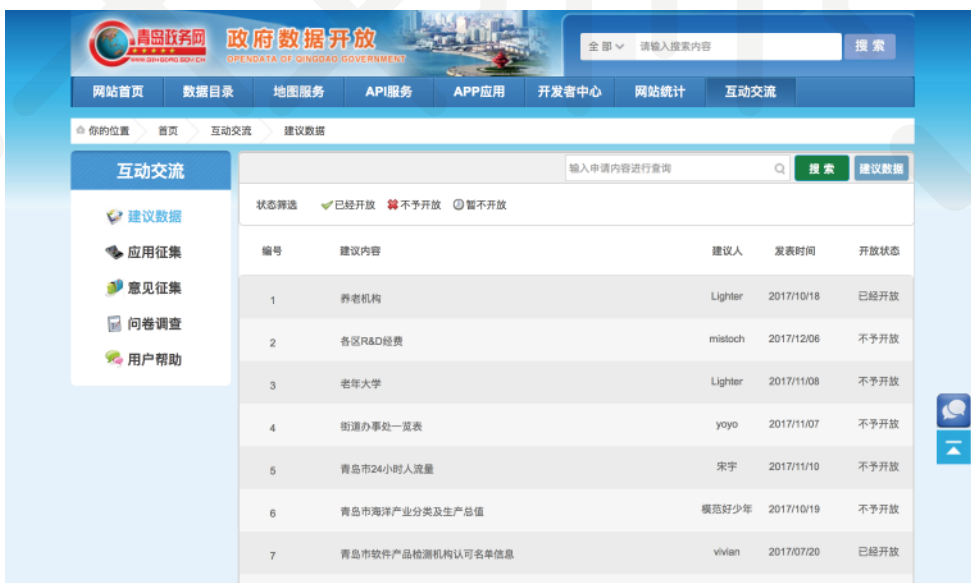 青岛政务网
政府数据开放
OPENDATA OF QINGDAO GOVERNMENT
全部 请输入搜索内容 搜索
网站首页 数据目录 地图服务 API服务 APP应用 开发者中心 网站统计 互动交流
你的位置 首页 互动交流 建议数据
互动交流
建议数据
应用征集
意见征集
问卷调查
用户帮助
输入申请内容进行查询 搜索 建议数据
状态筛选 已经开放 不予开放 暂不开放
编号 建议内容 建议人 发表时间 开放状态
1 养老机构 Lighter 2017/10/18 已经开放
2 各区R&D经费 mistoch 2017/12/06 不予开放
3 老年大学 Lighter 2017/11/08 不予开放
4 街道办事处一览表 yoyo 2017/11/07 不予开放
5 青岛市24小时人流量 宋宇 2017/11/10 不予开放
6 青岛市海洋产业分类及生产总值 模范好少年 2017/10/19 不予开放
7 青岛市软件产品检测机构认可名单信息 vivian 2017/07/20 已经开放